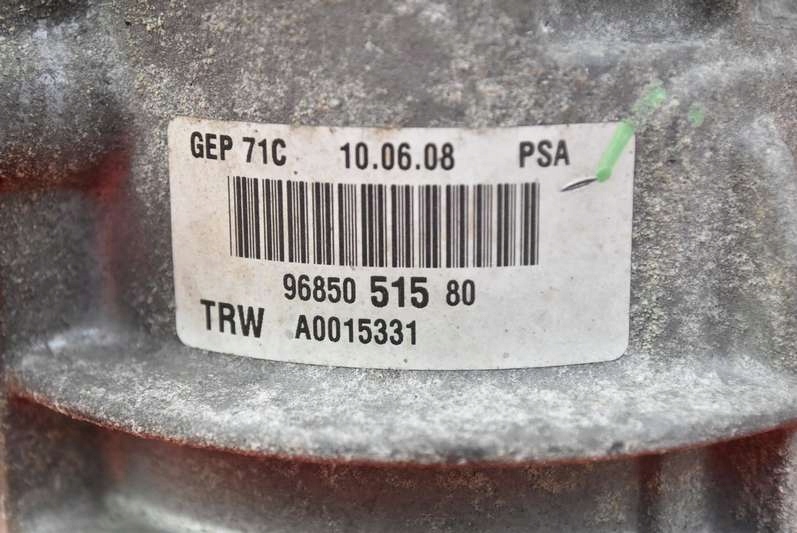 GEP 71C 10.06.08 PSA
96850 515 80
TRW A0015331